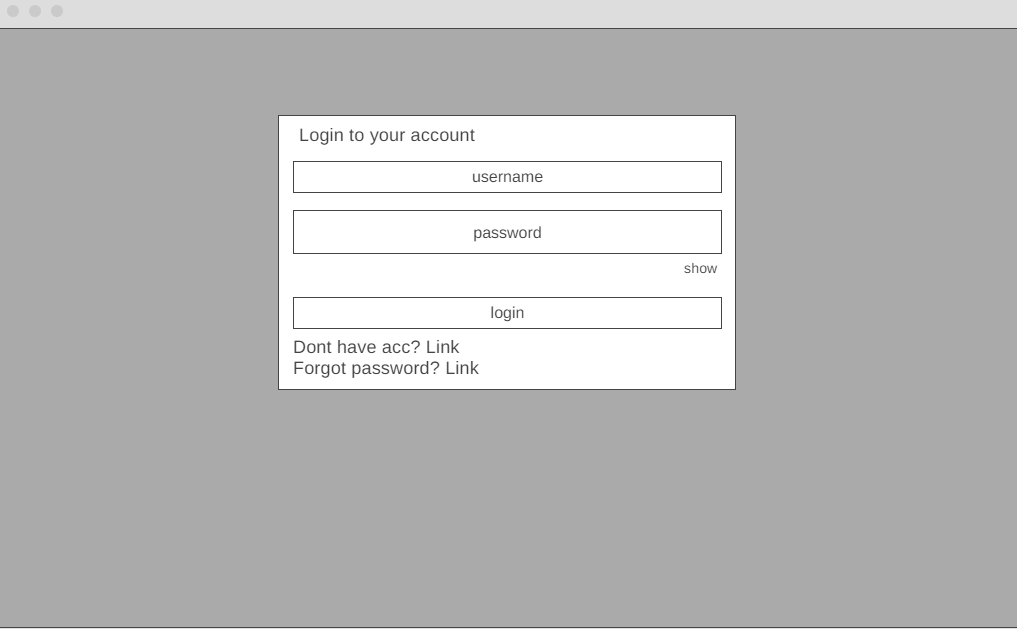 Login to your account
username
password
show
login
Dont have acc? Link
Forgot password? Link